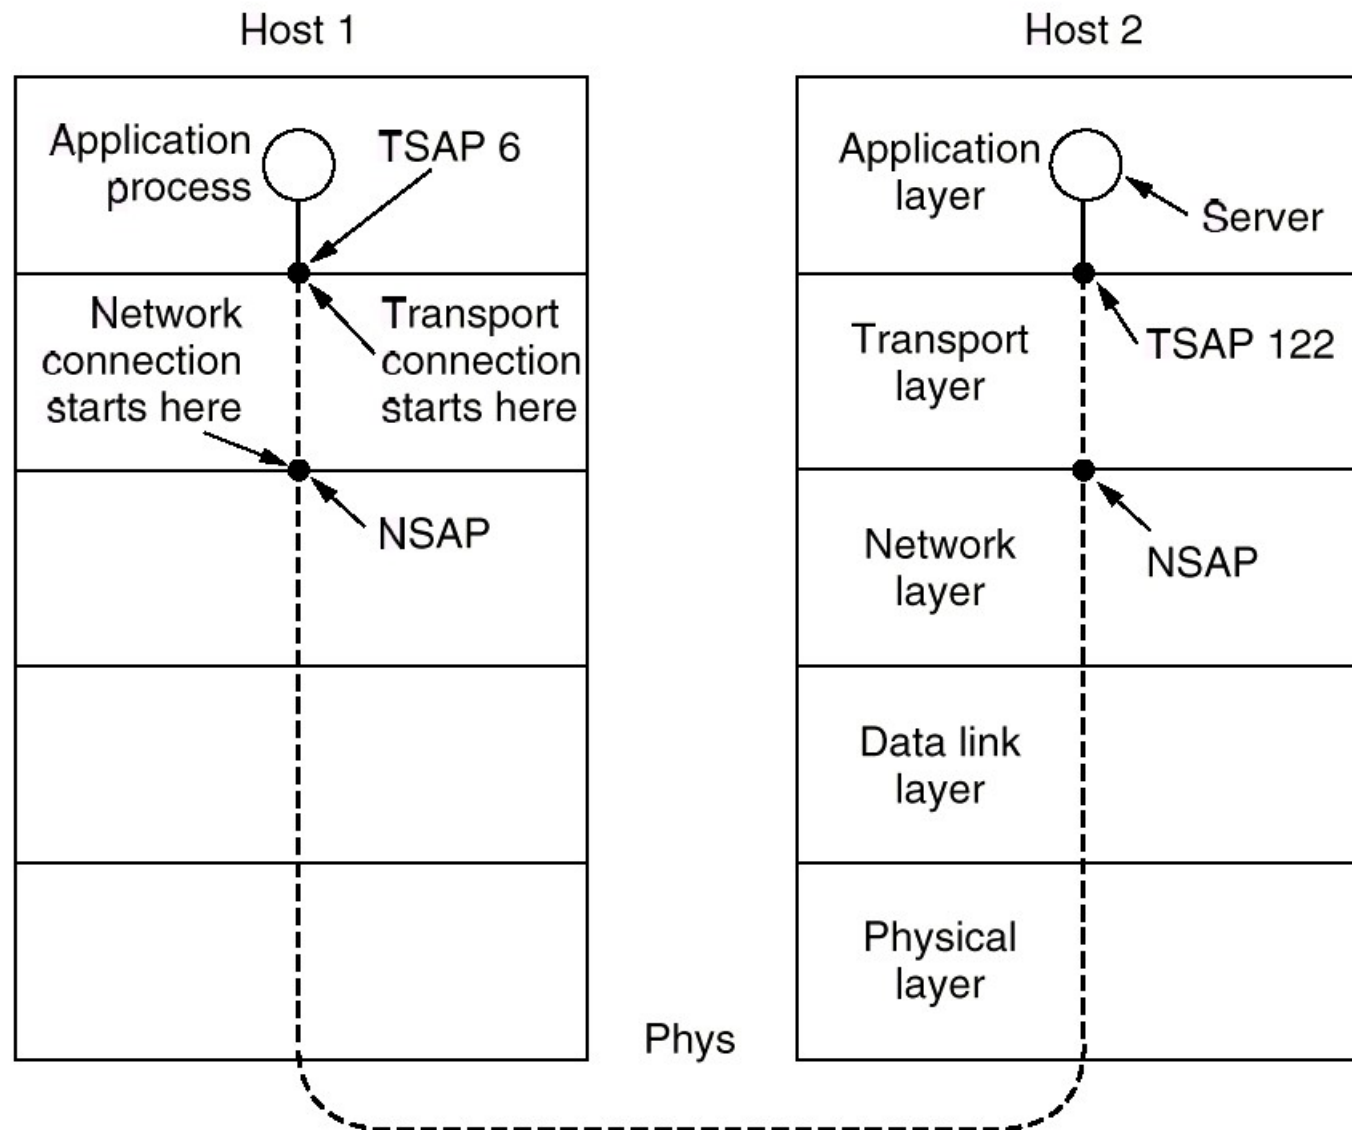 Host 1
Host 2
Application
process
TSAP 6
Network
connection
starts here
Transport
connection
starts here
NSAP
Application
layer
Server
Transport
layer
TSAP 122
Network
layer
NSAP
Data link
layer
Physical
layer
Phys